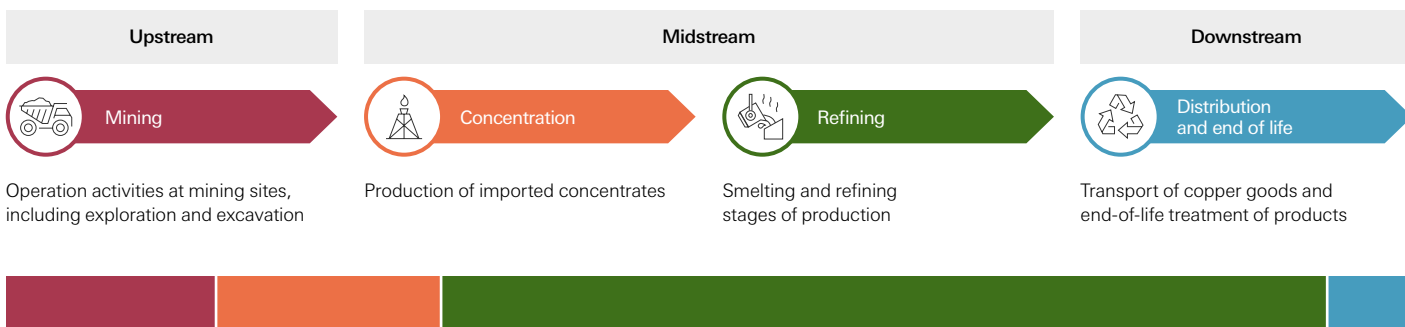 Upstream
Midstream
Downstream
Mining
Concentration
Refining
Distribution
and end of life
Operation activities at mining sites,
including exploration and excavation
Production of imported concentrates
Smelting and refining
stages of production
Transport of copper goods and
end-of-life treatment of products